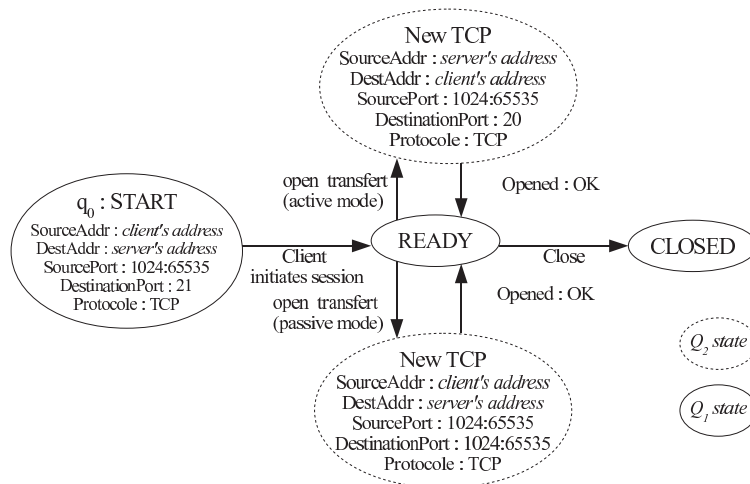 New TCP
SourceAddr : server's address
DestAddr : client's address
SourcePort : 1024:65535
DestinationPort : 20
Protocole : TCP
open transfert
(active mode)
Opened : OK
q0 : START
SourceAddr : client's address
DestAddr : server's address
SourcePort : 1024:65535
DestinationPort : 21
Protocole : TCP
READY
CLOSED
Client
initiates session
Close
open transfert
(passive mode)
Opened : OK
New TCP
SourceAddr : client's address
DestAddr : server's address
SourcePort : 1024:65535
DestinationPort : 1024:65535
Protocole : TCP
Q2 state
Q1 state